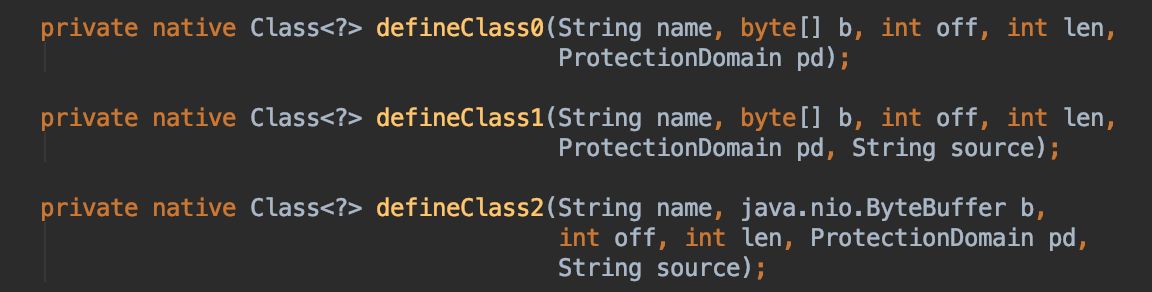 private native Class<?> defineClass0(String name, byte[] b, int off, int len,
ProtectionDomain pd);
private native Class<?> defineClass1(String name, byte[] b, int off, int len,
ProtectionDomain pd, String source);
private native Class<?> defineClass2(String name, java.nio.ByteBuffer b,
int off, int len, ProtectionDomain pd,
String source);